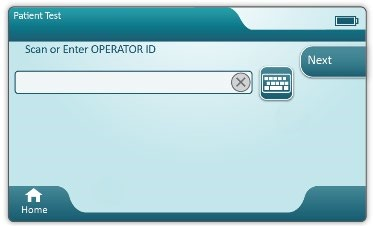 Patient Test
Scan or Enter OPERATOR ID
Next
Home